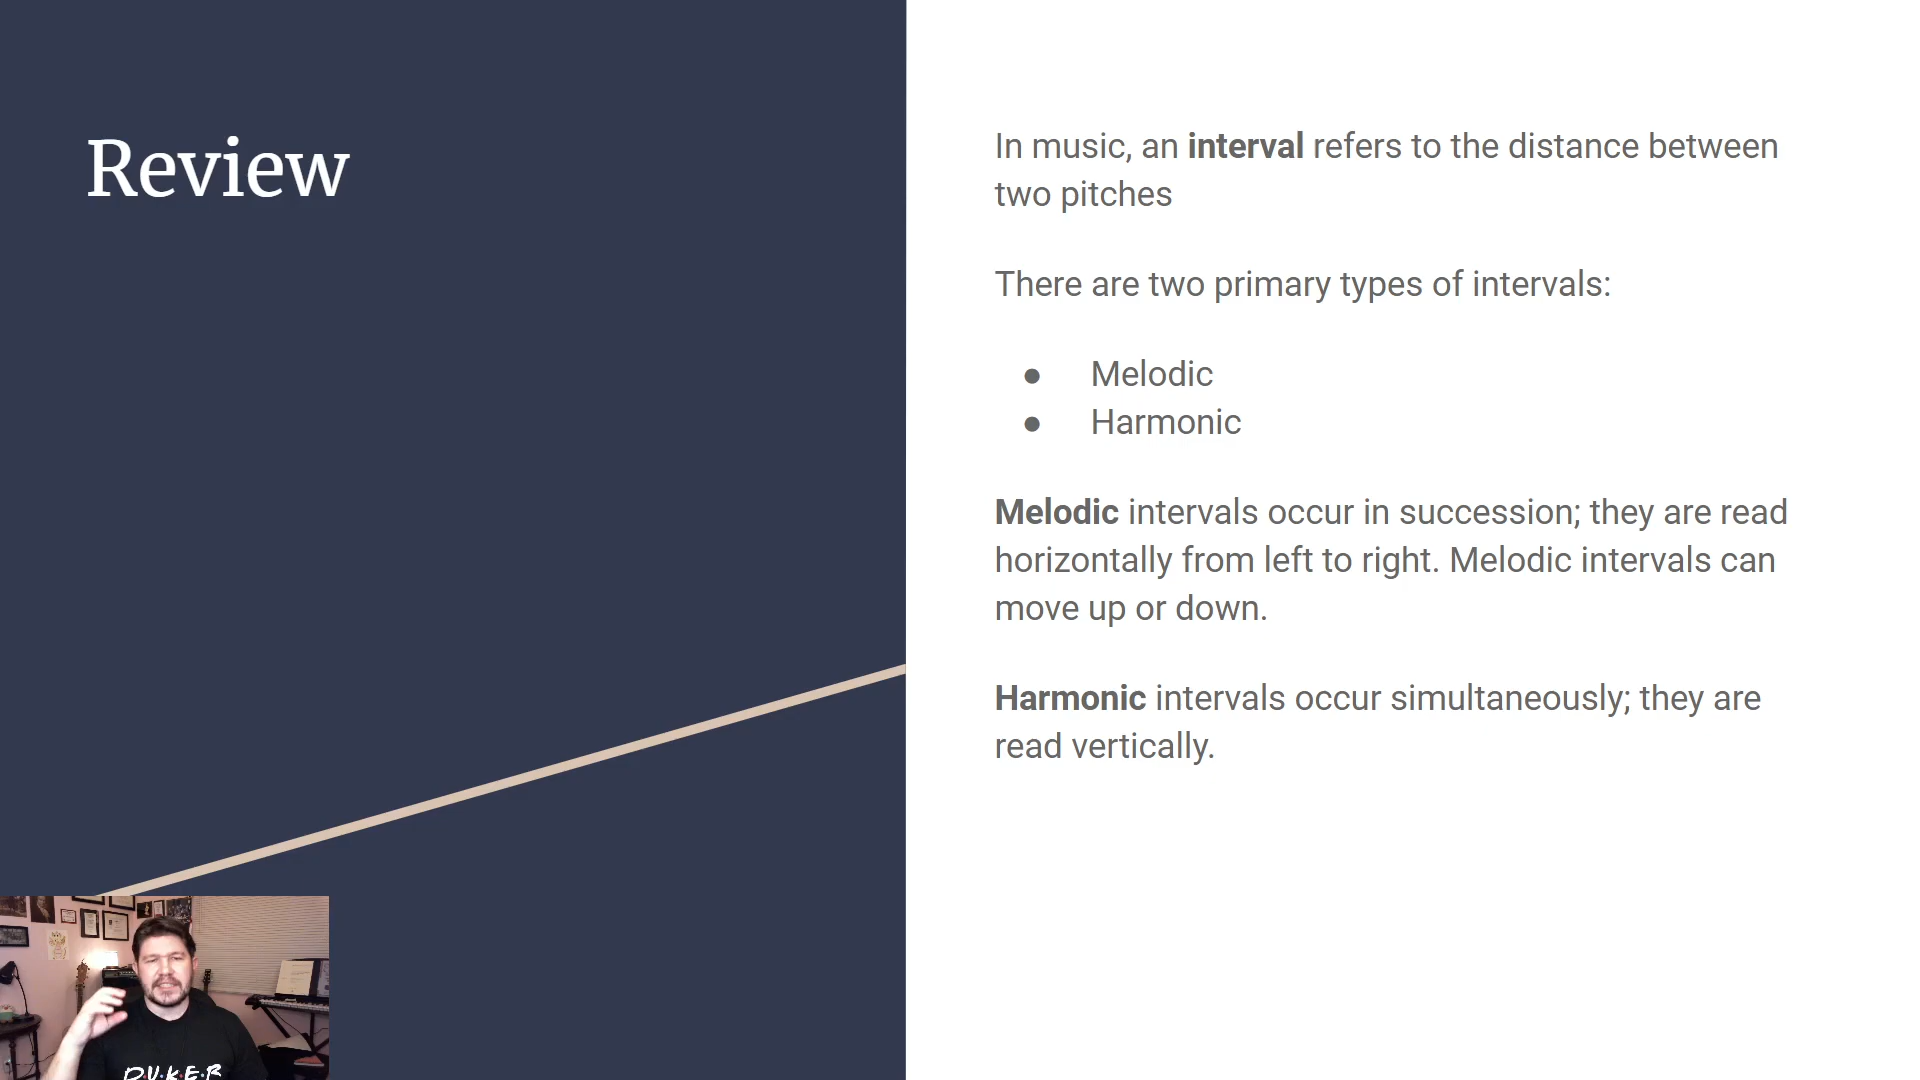 Review
In music, an interval refers to the distance between
two pitches
There are two primary types of intervals:
● Melodic
● Harmonic
Melodic intervals occur in succession; they are read
horizontally from left to right. Melodic intervals can
move up or down.
Harmonic intervals occur simultaneously; they are
read vertically.
D·U·K·E·R